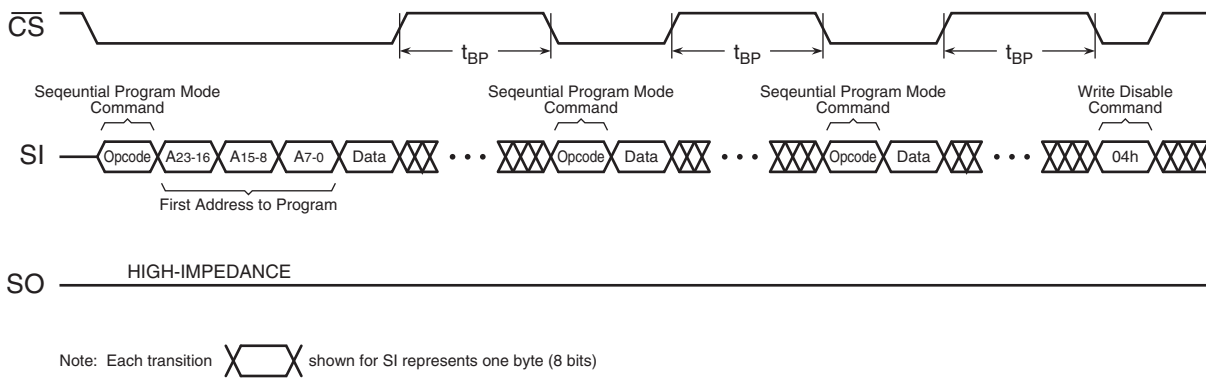 CS
tBP tBP tBP
Seqeuntial Program Mode Command
Seqeuntial Program Mode Command
Seqeuntial Program Mode Command
Write Disable Command
SI Opcode A23-16 A15-8 A7-0 Data • • • Opcode Data • • • Opcode Data • • • 04h
First Address to Program
SO HIGH-IMPEDANCE
Note: Each transition shown for SI represents one byte (8 bits)